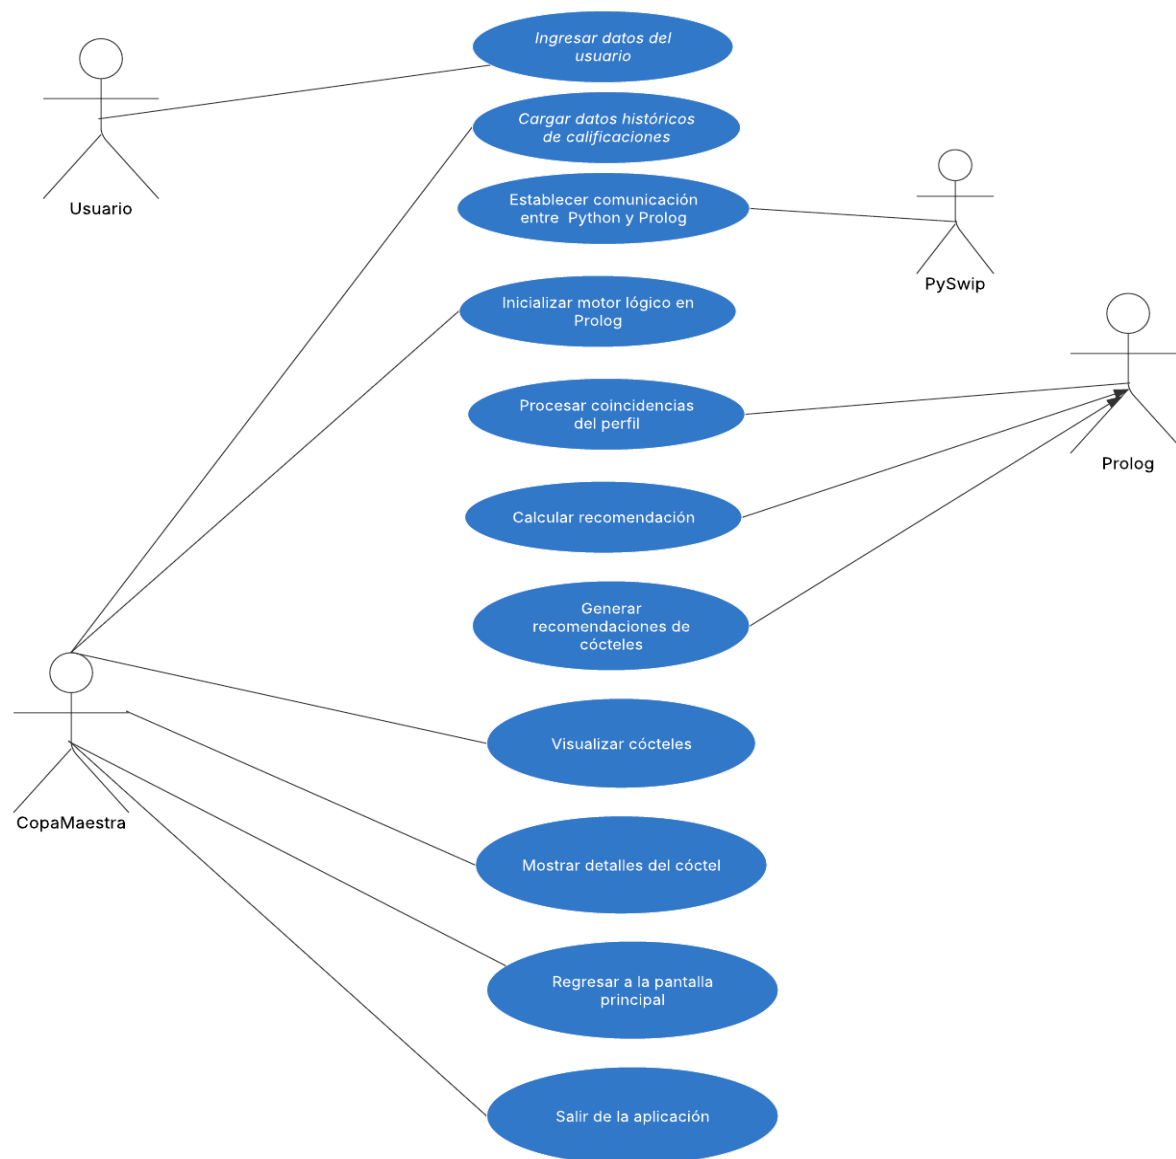 Ingresar datos del
usuario
Cargar datos históricos
de calificaciones
Usuario
Establecer comunicación
entre Python y Prolog
PySwip
Inicializar motor lógico en
Prolog
Procesar coincidencias
del perfil
Prolog
Calcular recomendación
Generar
recomendaciones de
cócteles
Visualizar cócteles
CopaMaestra
Mostrar detalles del cóctel
Regresar a la pantalla
principal
Salir de la aplicación